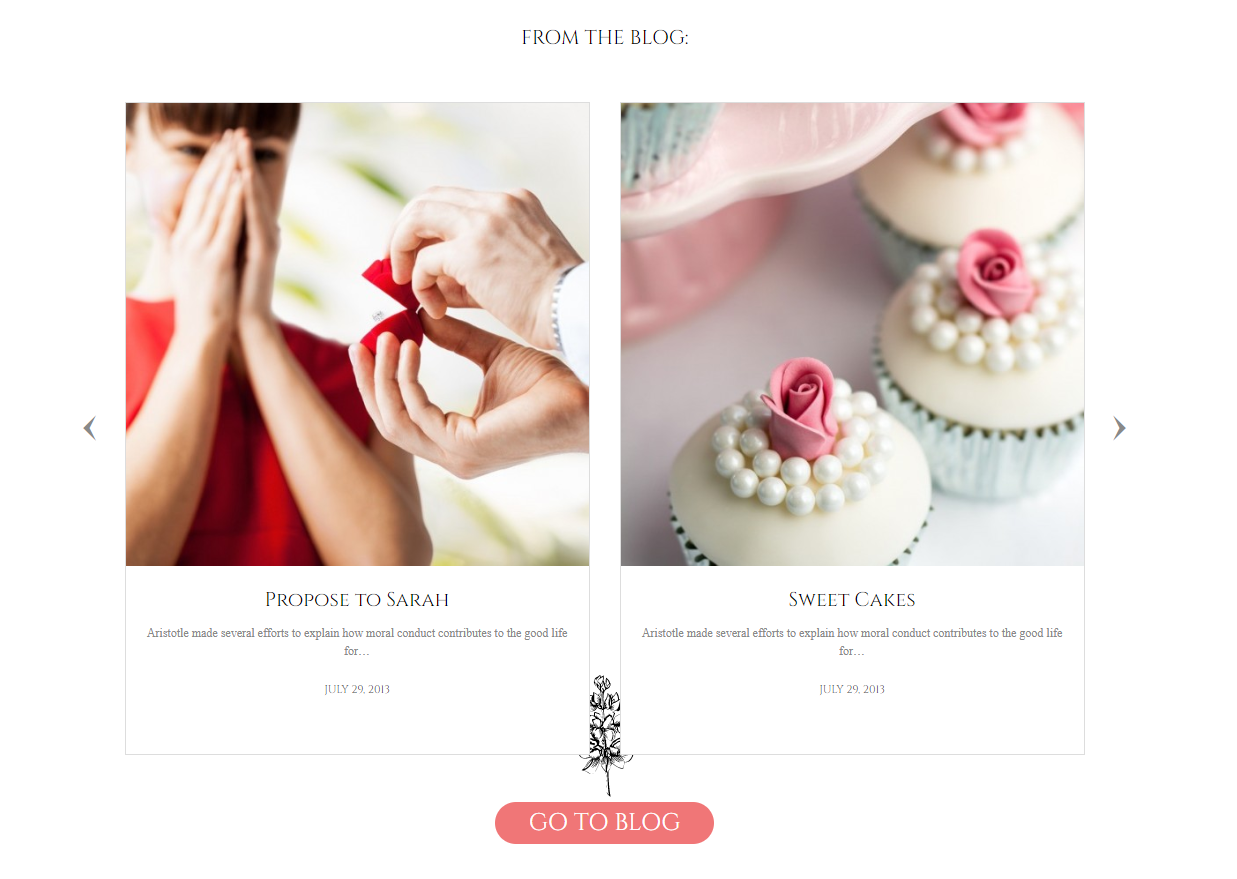 FROM THE BLOG:
Propose to Sarah
Aristotle made several efforts to explain how moral conduct contributes to the good life
for…
JULY 29, 2013
Sweet Cakes
Aristotle made several efforts to explain how moral conduct contributes to the good life
for…
JULY 29, 2013
GO TO BLOG